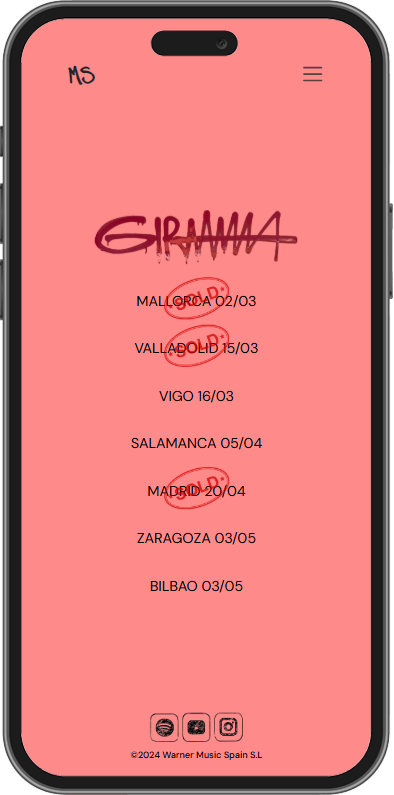 MS
GIRMMA
MALLORCA 02/03
SOLD
VALLADOLID 15/03
SOLD
VIGO 16/03
SALAMANCA 05/04
MADRID 20/04
SOLD
ZARAGOZA 03/05
BILBAO 03/05
©2024 Warner Music Spain S.L